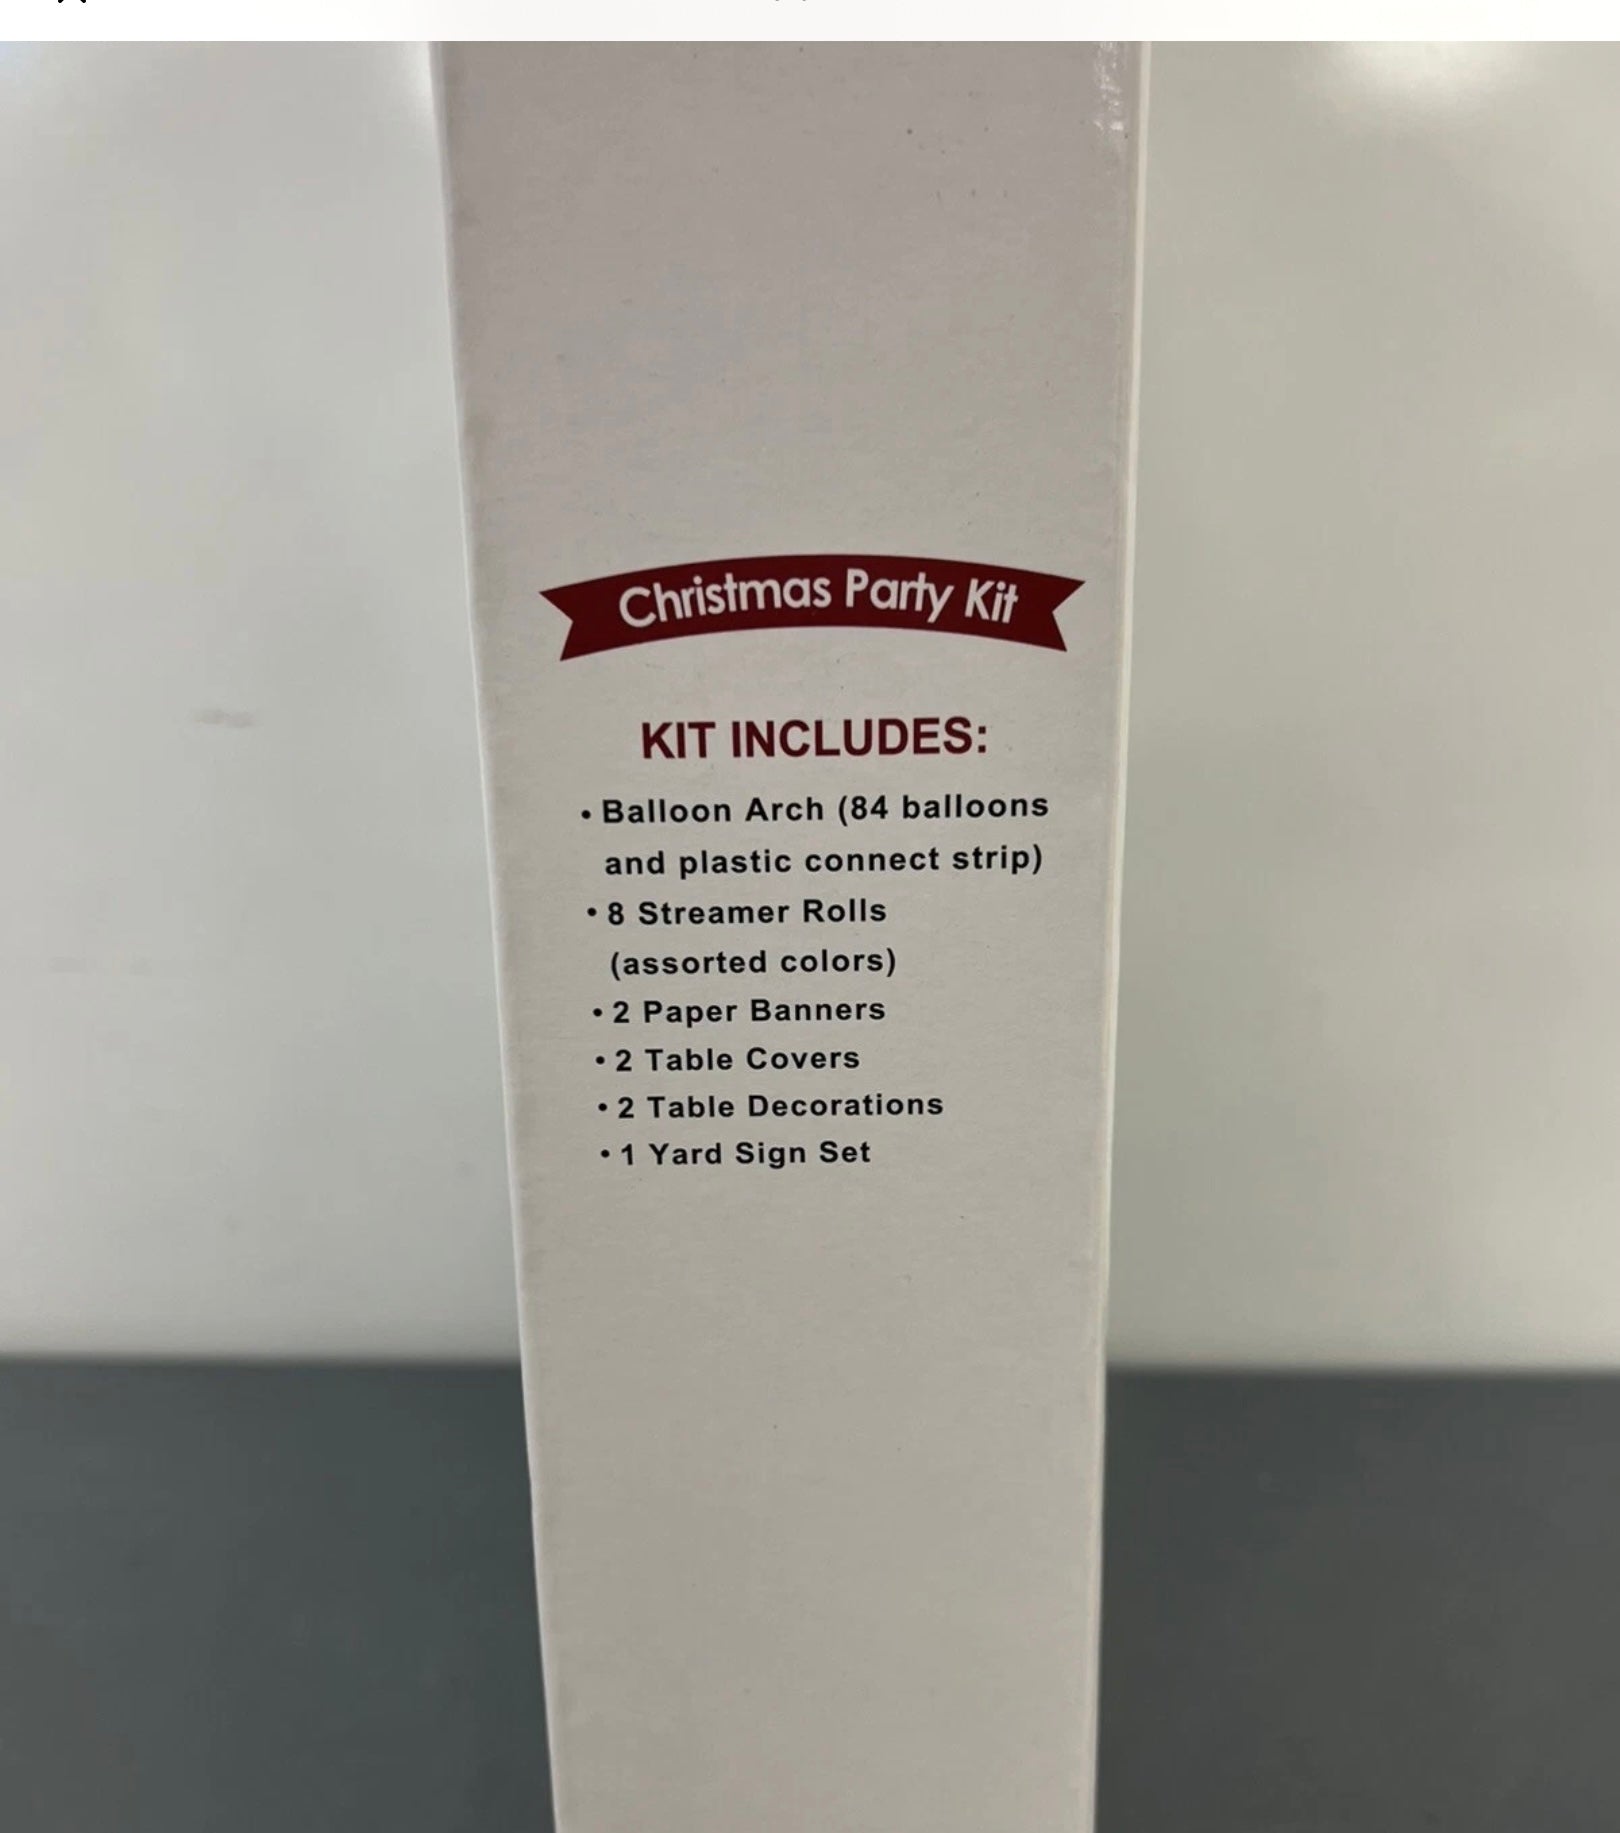 Christmas Party Kit
KIT INCLUDES:
• Balloon Arch (84 balloons
and plastic connect strip)
• 8 Streamer Rolls
(assorted colors)
• 2 Paper Banners
• 2 Table Covers
• 2 Table Decorations
• 1 Yard Sign Set